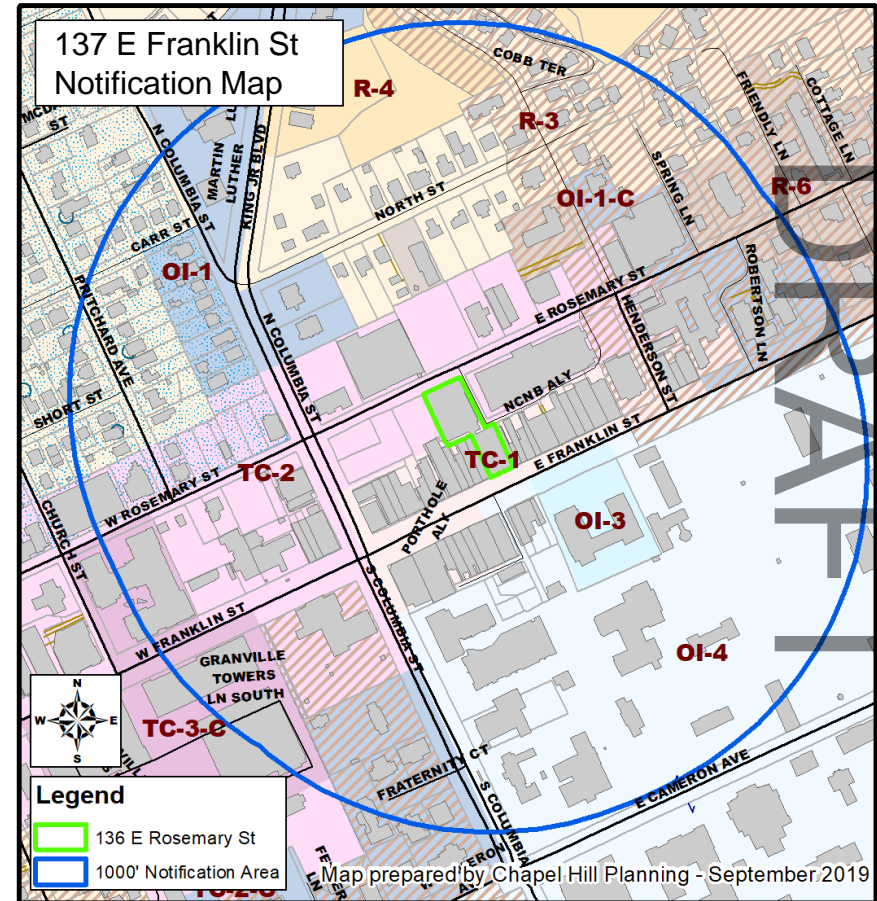 137 E Franklin St
Notification Map
COBB TER
R-4
FRIENDLY LN
COTTAGE LN
ST
N COLUMBIA ST
MARTIN
LUTHER
KING JR BLVD
R-3
NORTH ST
SPRING LN
OI-1-C
R-6
CARR ST
OI-1
PRITCHARD AVE
E ROSEMARY ST
HENDERSON ST
ROBERTSON LN
N COLUMBIA ST
NCNB ALY
SHORT ST
TC-1
E FRANKLIN ST
TC-2
W ROSEMARY ST
PORTHOLE
ALY
OI-3
CHURCH ST
DRAFT
W FRANKLIN ST
S COLUMBIA ST
GRANVILLE
TOWERS
LN SOUTH
OI-4
N
W E
S
TC-3-C
FRATERNITY CT
E CAMERON AVE
S COLUMBIA
Legend
136 E Rosemary St
1000' Notification Area
LN
TC-2-C
Map prepared by Chapel Hill Planning - September 2019